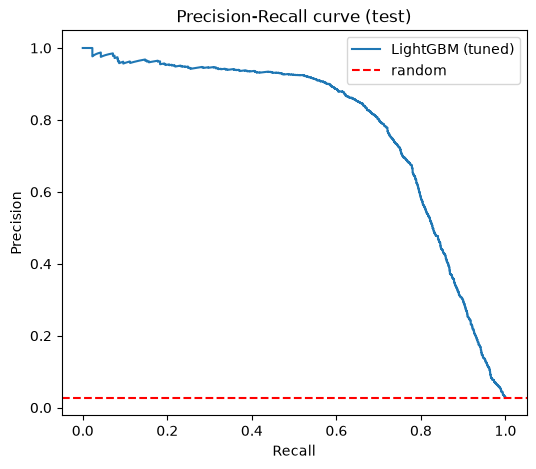 Precision-Recall curve (test)
LightGBM (tuned)
random
1.0
0.8
0.6
0.4
0.2
0.0
Precision
0.0 0.2 0.4 0.6 0.8 1.0
Recall